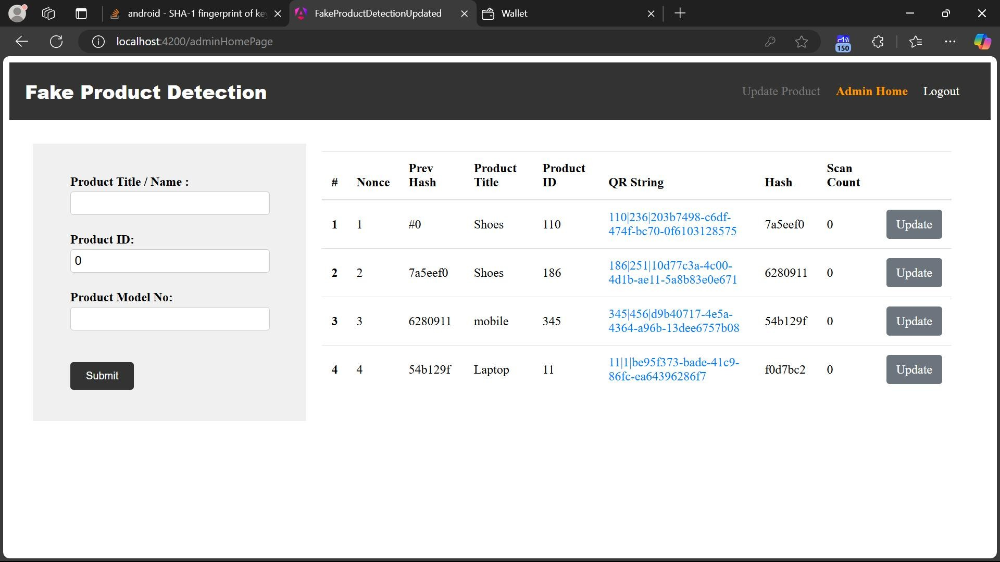 android - SHA-1 fingerprint of ke
FakeProductDetectionUpdated
Wallet
localhost:4200/adminHomePage
150
Fake Product Detection
Update Product
Admin Home
Logout
Product Title / Name :
Product ID:
0
Product Model No:
Submit
# Nonce Prev Hash Product Title Product ID QR String Hash Scan Count
1 1 #0 Shoes 110 110|236|203b7498-c6df-
474f-bc70-0f6103128575 7a5eef0 0 Update
2 2 7a5eef0 Shoes 186 186|251|10d77c3a-4c00-
4d1b-ae11-5a8b83e0e671 6280911 0 Update
3 3 6280911 mobile 345 345|456|d9b40717-4e5a-
4364-a96b-13dee6757b08 54b129f 0 Update
4 4 54b129f Laptop 11 11|1|be95f373-bade-41c9-
86fc-ea64396286f7 f0d7bc2 0 Update